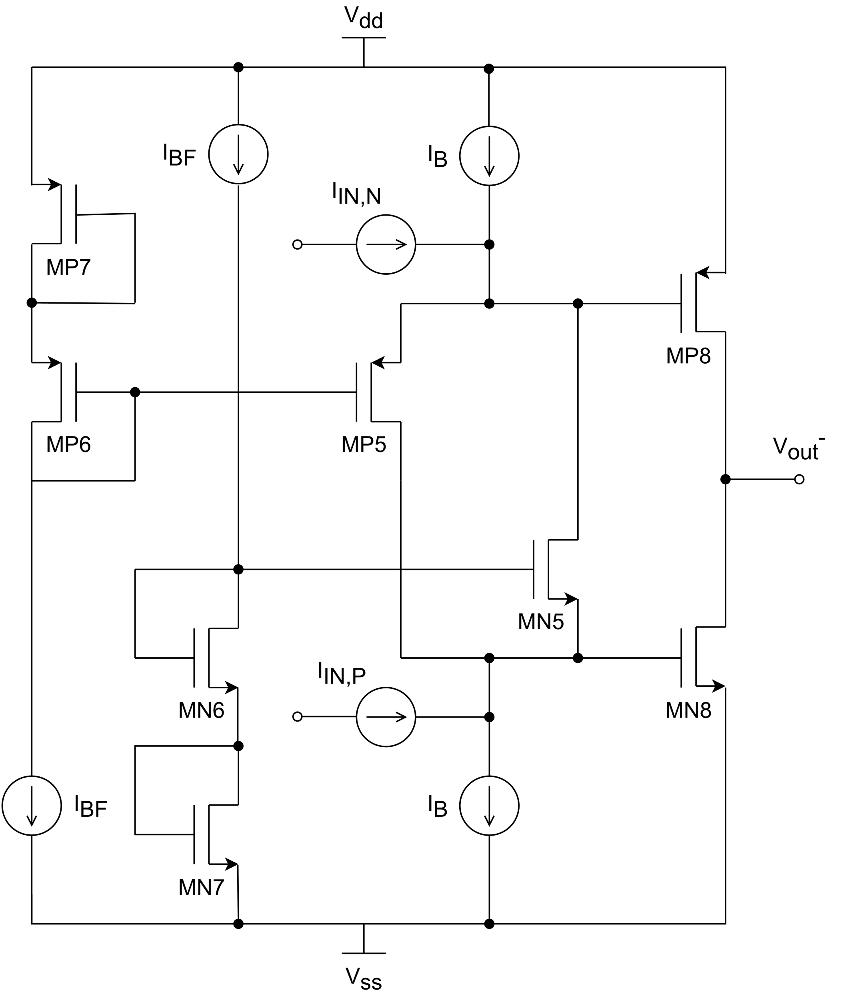 Vdd
IBF
IB
IIN,N
MP7
MP8
MP6
MP5
Vout-
MN5
IIN,P
MN6
MN8
IBF
IB
MN7
Vss